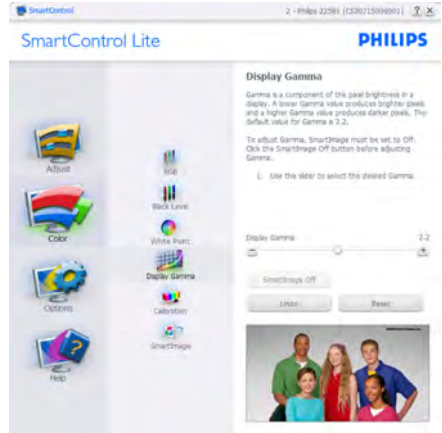 SmartControl
2 - Philips 225B1 (CS30715000001)
SmartControl Lite
PHILIPS
Adjust
Color
Options
Help
RGB
Black Level
White Point
Display Gamma
Calibration
SmartImage
Display Gamma
Gamma is a component of the pixel brightness in a
display. A lower Gamma value produces brighter pixels
and a higher Gamma value produces darker pixels. The
default value for Gamma is 2.2.
To adjust Gamma, SmartImage must be set to Off.
Click the SmartImage Off button before adjusting
Gamma.
1. Use the slider to select the desired Gamma.
Display Gamma
2.2
SmartImage Off
Undo
Reset